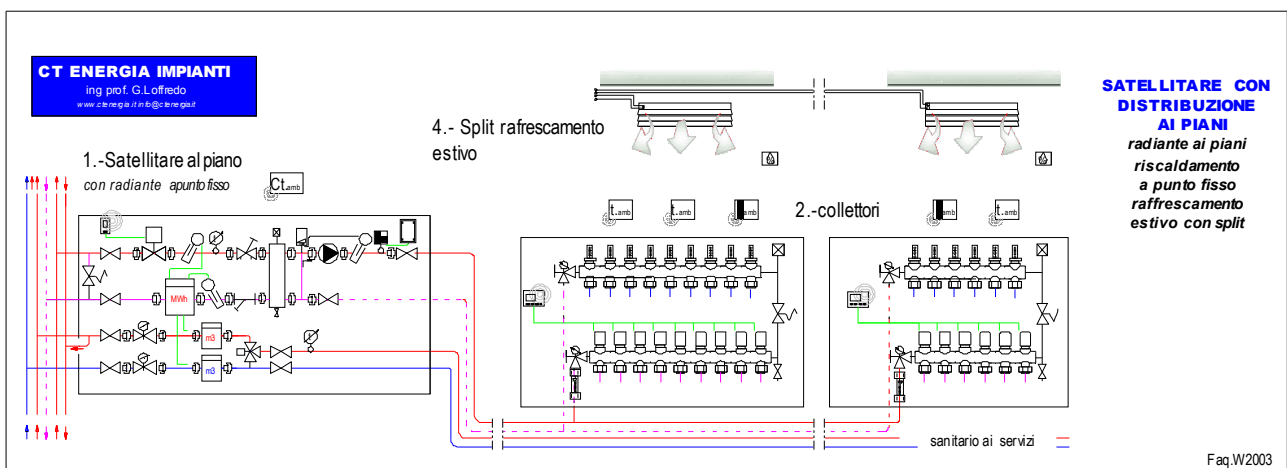 CT ENERGIA IMPIANTI
ing prof. G.Loffredo
www.ctenergia.it info@ctenergia.it
SATELLITARE CON
DISTRIBUZIONE
AI PIANI
radiante ai piani
riscaldamento
a punto fisso
raffrescamento
estivo con split
4.- Split rafrescamento
estivo
1.-Satellitare al piano
con radiante apunto fisso
Ct.amb
t.amb
t.amb
amb
2.-collettori
amb
t.amb
MWh
m3
m3
sanitario ai servizi
Faq.W2003